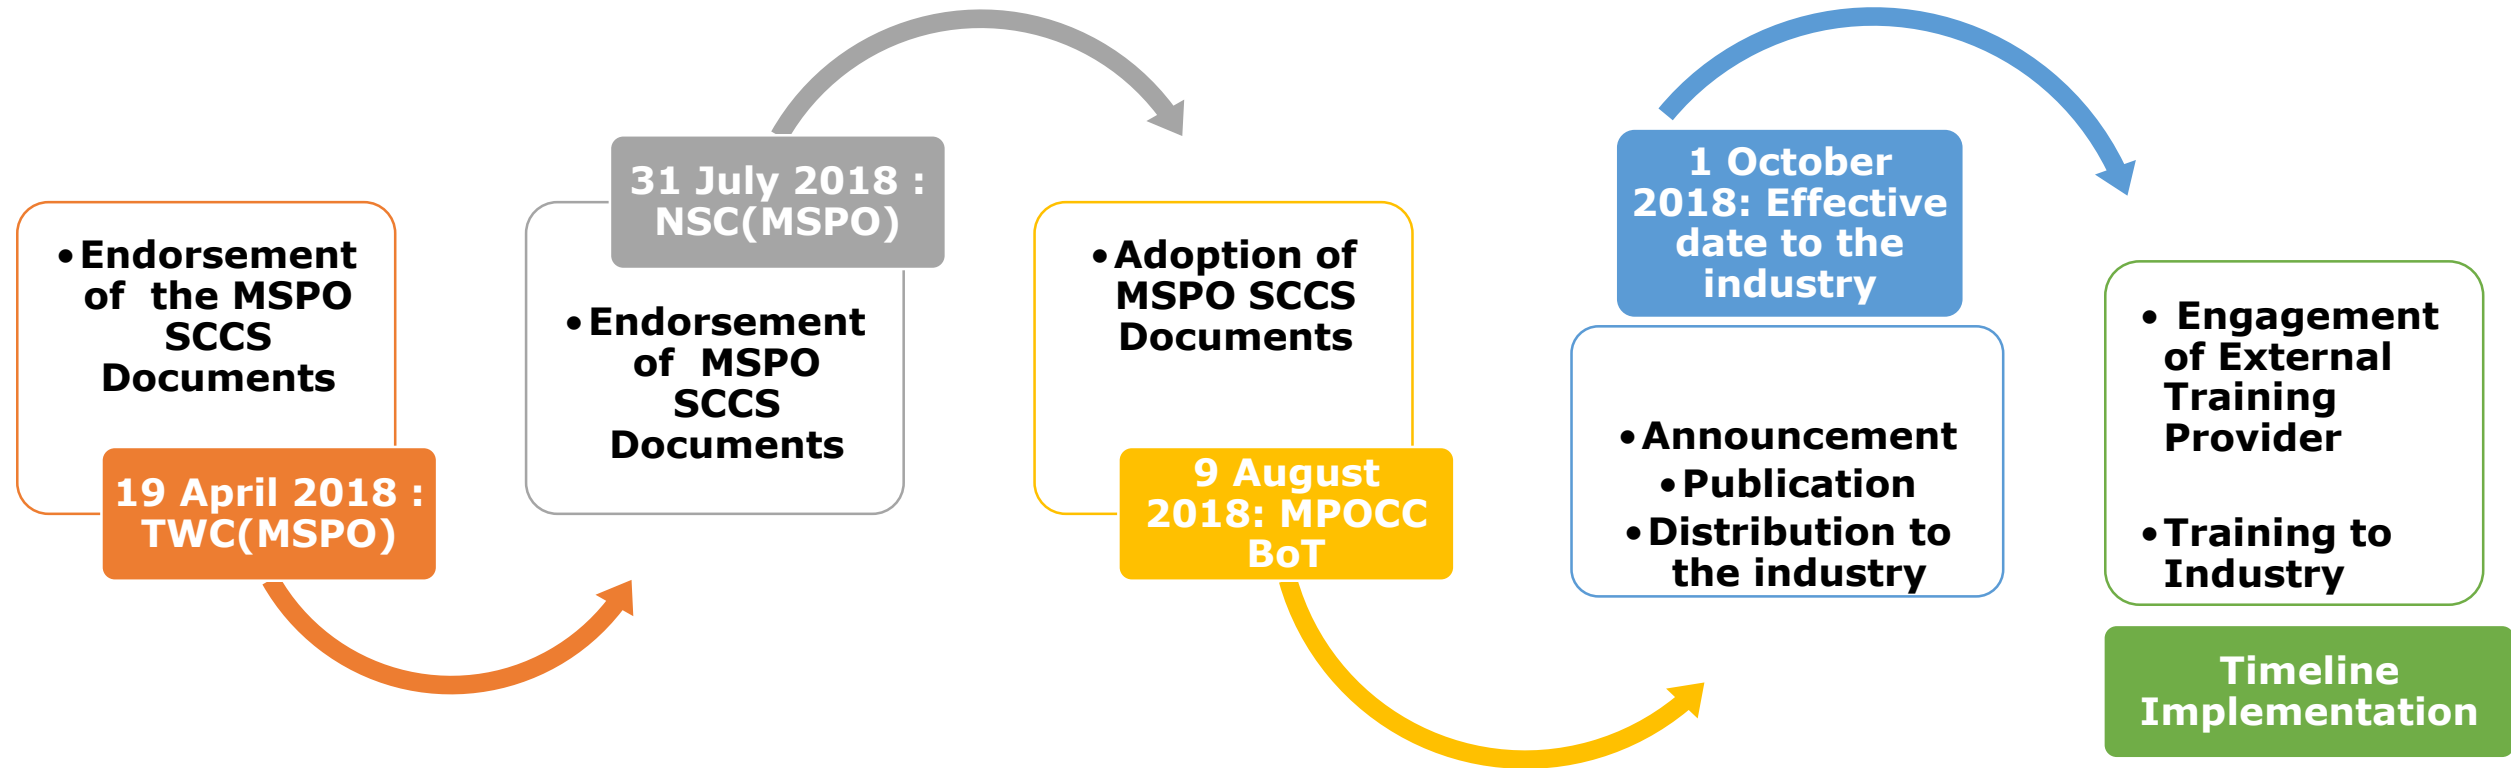 •Endorsement
of the MSPO
SCCS
Documents
19 April 2018 :
TWC(MSPO)
31 July 2018 :
NSC(MSPO)
•Endorsement
of MSPO
SCCS
Documents
•Adoption of
MSPO SCCS
Documents
9 August
2018: MPOCC
BoT
1 October
2018: Effective
date to the
industry
•Announcement
•Publication
•Distribution to
the industry
• Engagement
of External
Training
Provider
•Training to
Industry
Timeline
Implementation